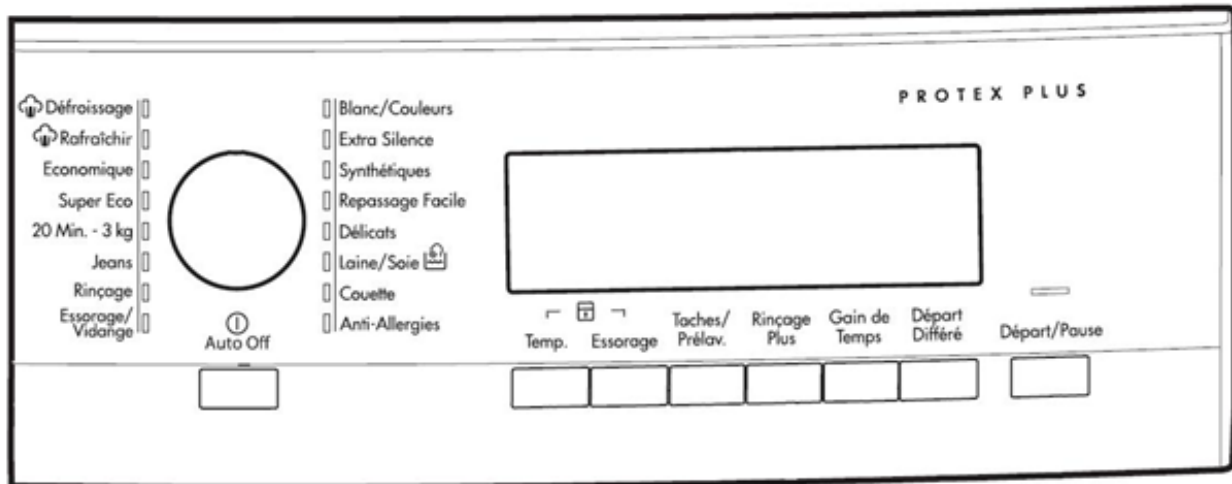 PROTEX PLUS
Défroissage
Rafraîchir
Economique
Super Eco
20 Min. - 3 kg
Jeans
Rinçage
Essorage/
Vidange
Auto Off
Blanc/Couleurs
Extra Silence
Synthétiques
Repassage Facile
Délicats
Laine/Soie
Couette
Anti-Allergies
Temp.
Essorage
Taches/
Prélav.
Rinçage
Plus
Gain de
Temps
Départ
Différé
Départ/Pause